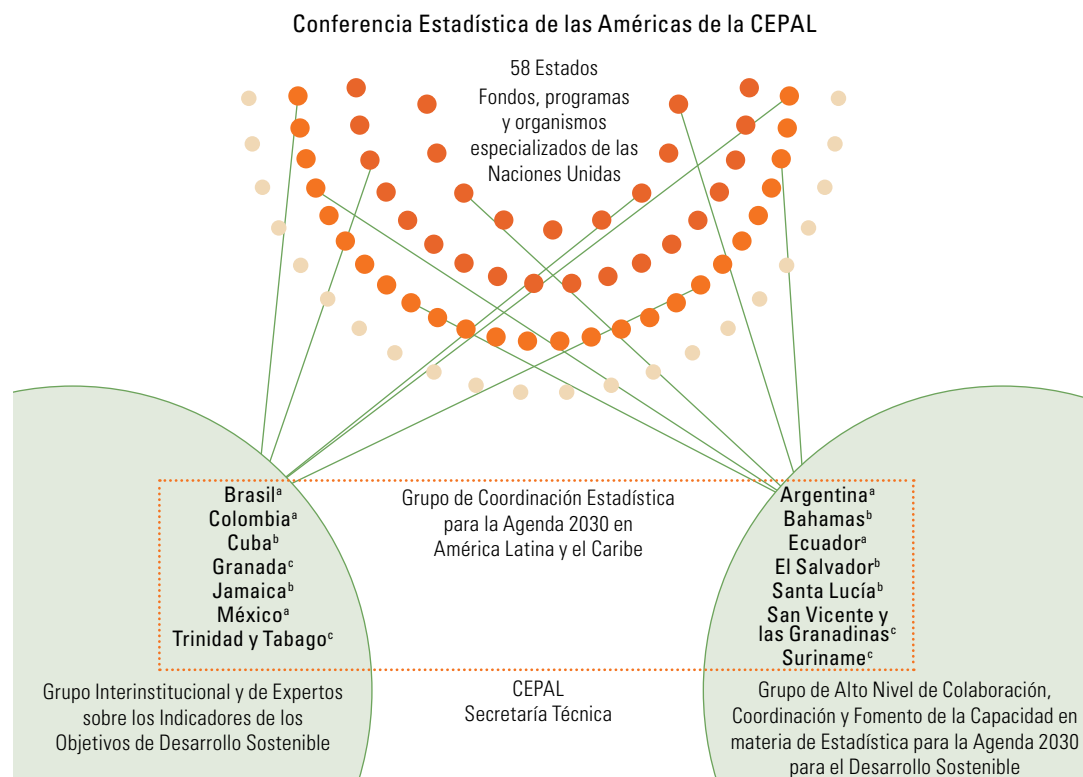 Conferencia Estadística de las Américas de la CEPAL
58 Estados
Fondos, programas
y organismos
especializados de las
Naciones Unidas
Brasilᵃ
Colombiaᵃ
Cubaᵇ
Granadaᶜ
Jamaicaᵇ
Méxicoᵃ
Trinidad y Tabagoᶜ
Grupo de Coordinación Estadística
para la Agenda 2030 en
América Latina y el Caribe
Argentinaᵃ
Bahamasᵇ
Ecuadorᵃ
El Salvadorᵇ
Santa Lucíaᵇ
San Vicente y
las Granadinasᶜ
Surinameᶜ
Grupo Interinstitucional y de Expertos
sobre los Indicadores de los
Objetivos de Desarrollo Sostenible
CEPAL
Secretaría Técnica
Grupo de Alto Nivel de Colaboración,
Coordinación y Fomento de la Capacidad en
materia de Estadística para la Agenda 2030
para el Desarrollo Sostenible